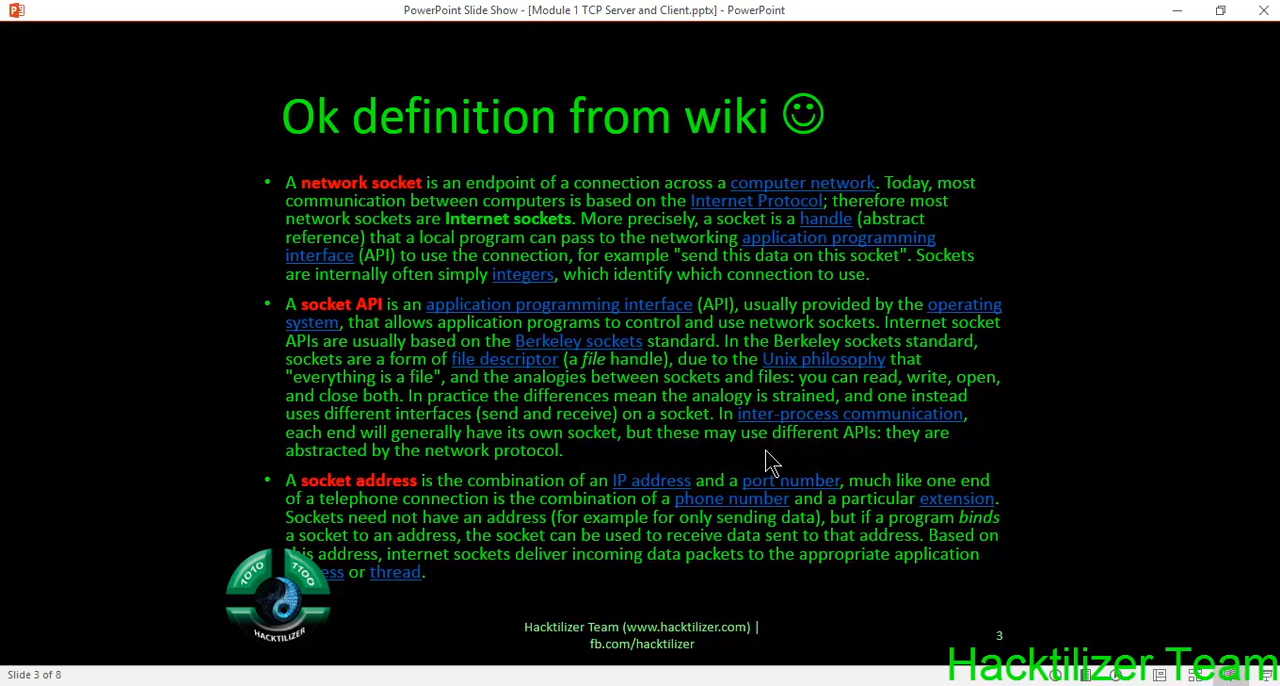 PowerPoint Slide Show - [Module 1 TCP Server and Client.pptx] - PowerPoint
Ok definition from wiki ☺
• A network socket is an endpoint of a connection across a computer network. Today, most
communication between computers is based on the Internet Protocol; therefore most
network sockets are Internet sockets. More precisely, a socket is a handle (abstract
reference) that a local program can pass to the networking application programming
interface (API) to use the connection, for example "send this data on this socket". Sockets
are internally often simply integers, which identify which connection to use.
• A socket API is an application programming interface (API), usually provided by the operating
system, that allows application programs to control and use network sockets. Internet socket
APIs are usually based on the Berkeley sockets standard. In the Berkeley sockets standard,
sockets are a form of file descriptor (a file handle), due to the Unix philosophy that
"everything is a file", and the analogies between sockets and files: you can read, write, open,
and close both. In practice the differences mean the analogy is strained, and one instead
uses different interfaces (send and receive) on a socket. In inter-process communication,
each end will generally have its own socket, but these may use different APIs: they are
abstracted by the network protocol.
• A socket address is the combination of an IP address and a port number, much like one end
of a telephone connection is the combination of a phone number and a particular extension.
Sockets need not have an address (for example for only sending data), but if a program binds
a socket to an address, the socket can be used to receive data sent to that address. Based on
address, internet sockets deliver incoming data packets to the appropriate application
or thread.
1010 1100
HACKTILIZER
Hacktilizer Team (www.hacktilizer.com) |
fb.com/hacktilizer
3
Hacktilizer Team
Slide 3 of 8